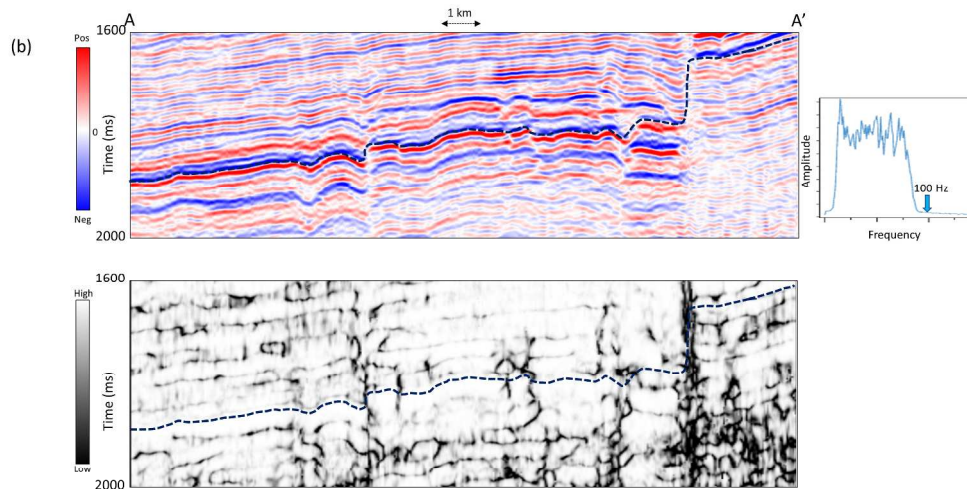 (b)
A
1 km
A'
Pos
0
Neg
1600
Time (ms)
2000
Amplitude
100 Hz
Frequency
High
Low
1600
Time (ms)
2000